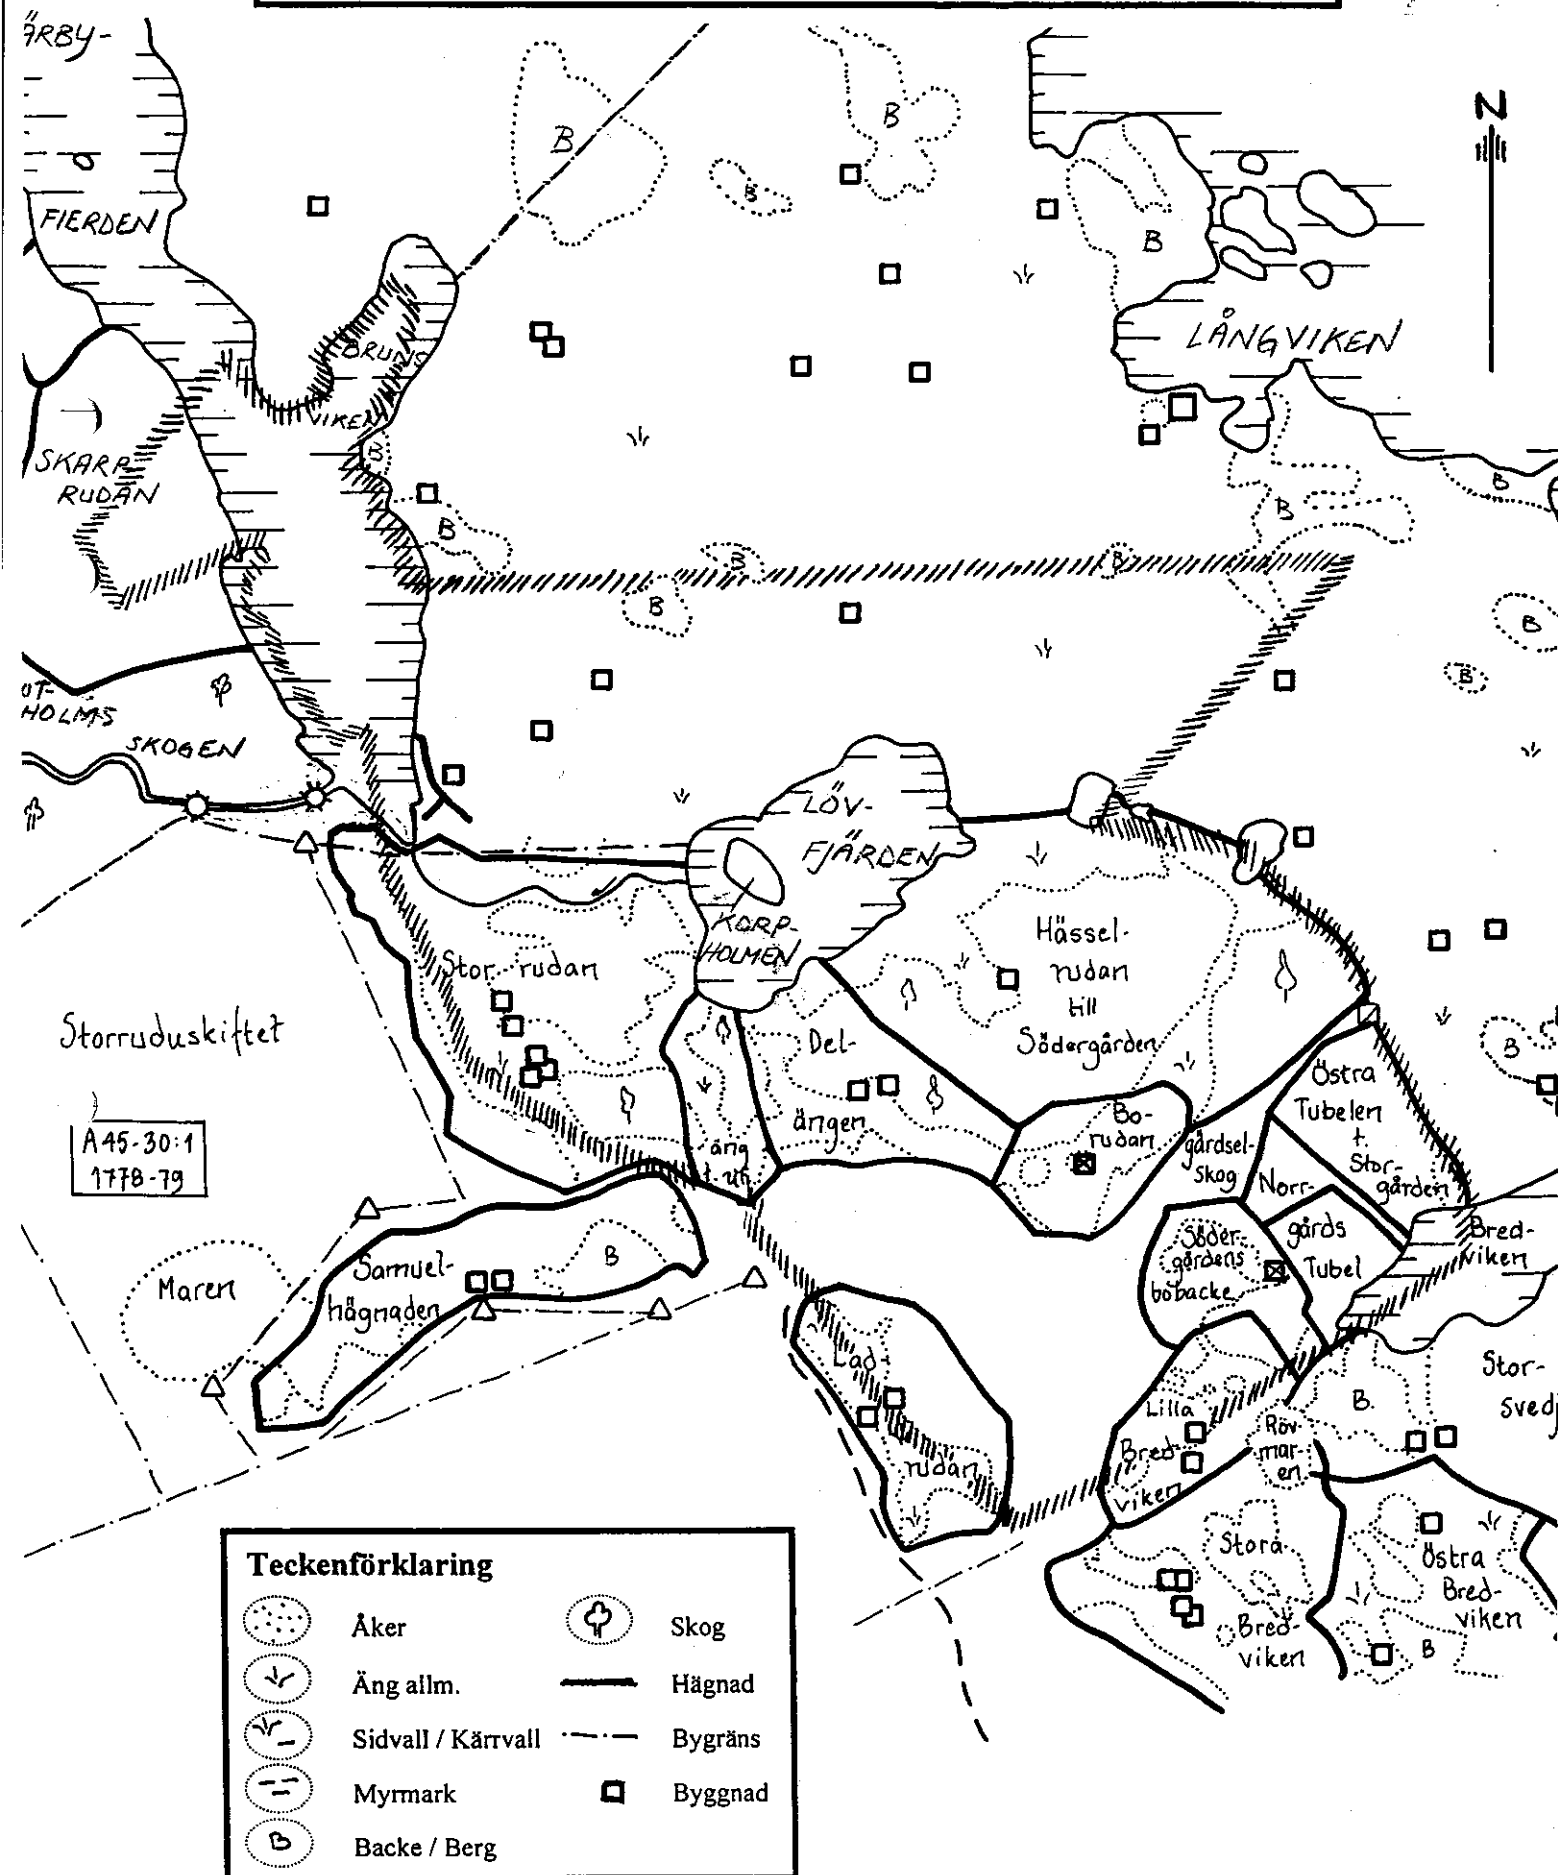 FIERDEN
N
B
B
B
B
LÅNGVIKEN
BRUNS
VIKEN
SKARP
RUDAN
B
B
B
B
B
B
B
B
B
HOLMS
SKOGEN
LÖV-
FJÄRDEN
KORP-
HOLMEN
Stor-rudan
Hässel-
rudan
till
Södergården
Storruduskiftet
A45-30:1
1778-79
Del-
ängen
äng
Bo-
rudan
gårdsel-
skog
Östra
Tubelen
t.
Stor-
gården
Norr-
gårds
Tubel
B
Bred-
viken
Söder-
gårdens
bobacke
Maren
Samuel-
hägnaden
B
Lad-
rudan
Lilla
Bred-
viken
Röv-
mar-
en
B.
Stor-
Stora
Bred-
viken
Östra
Bred-
viken
B
Teckenförklaring
Åker
Skog
Äng allm.
Hägnad
Sidvall / Kärrvall
Bygräns
Myrmark
Byggnad
B
Backe / Berg